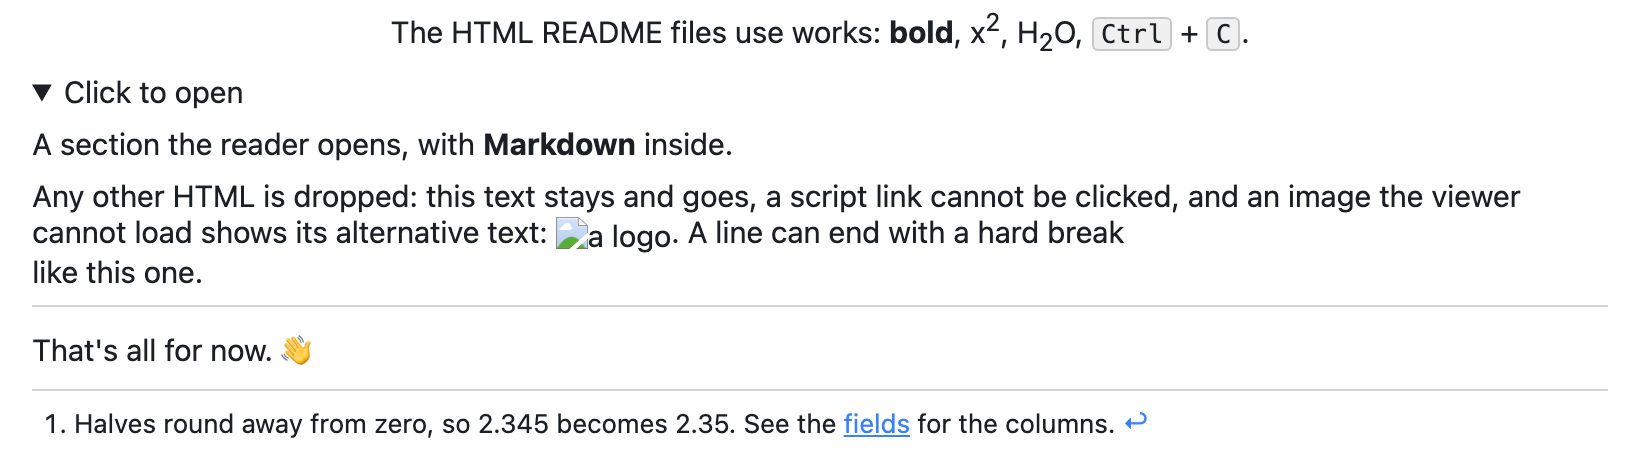 The HTML README files use works: bold, x², H₂O, Ctrl + C.
▼ Click to open
A section the reader opens, with Markdown inside.
Any other HTML is dropped: this text stays and goes, a script link cannot be clicked, and an image the viewer
cannot load shows its alternative text: a logo. A line can end with a hard break
like this one.
That's all for now. 👋
1. Halves round away from zero, so 2.345 becomes 2.35. See the fields for the columns. ↩